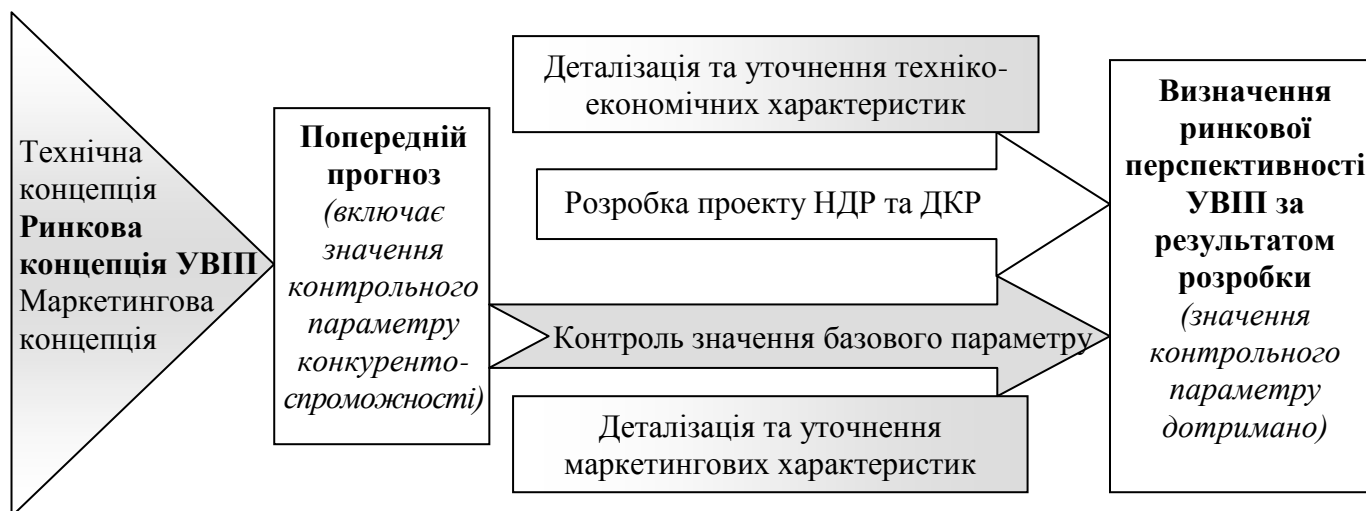 Технічна
концепція
Ринкова
концепція УВІП
Маркетингова
концепція
Попередній
прогноз
(включає
значення
контрольного
параметру
конкуренто-
спроможності)
Деталізація та уточнення техніко-
економічних характеристик
Розробка проекту НДР та ДКР
Контроль значення базового параметру
Деталізація та уточнення
маркетингових характеристик
Визначення
ринкової
перспективності
УВІП за
результатом
розробки
(значення
контрольного
параметру
дотримано)